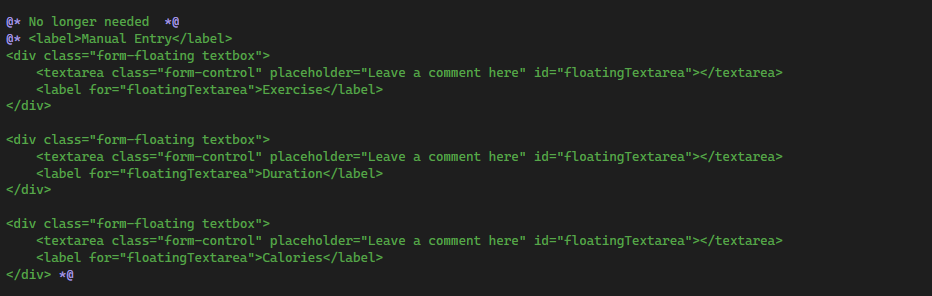 @* No longer needed  *@
@* <label>Manual Entry</label>
<div class="form-floating textbox">
    <textarea class="form-control" placeholder="Leave a comment here" id="floatingTextarea"></textarea>
    <label for="floatingTextarea">Exercise</label>
</div>

<div class="form-floating textbox">
    <textarea class="form-control" placeholder="Leave a comment here" id="floatingTextarea"></textarea>
    <label for="floatingTextarea">Duration</label>
</div>

<div class="form-floating textbox">
    <textarea class="form-control" placeholder="Leave a comment here" id="floatingTextarea"></textarea>
    <label for="floatingTextarea">Calories</label>
</div> *@